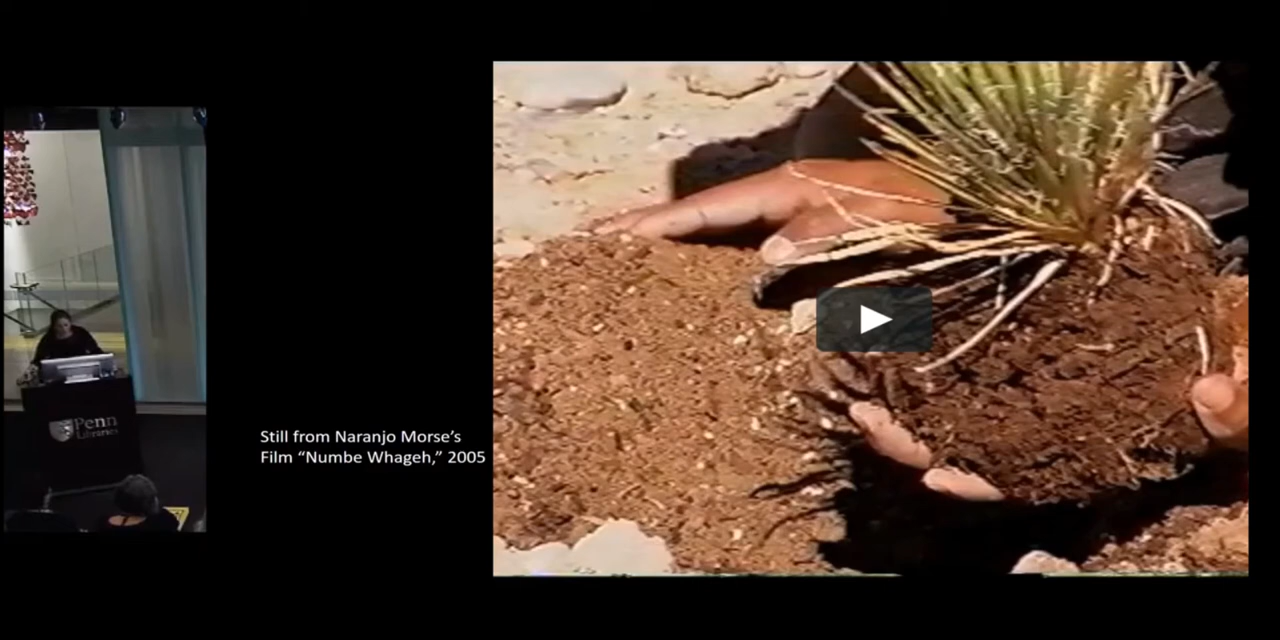 Penn
Libraries
Still from Naranjo Morse's
Film “Numbe Whageh,” 2005